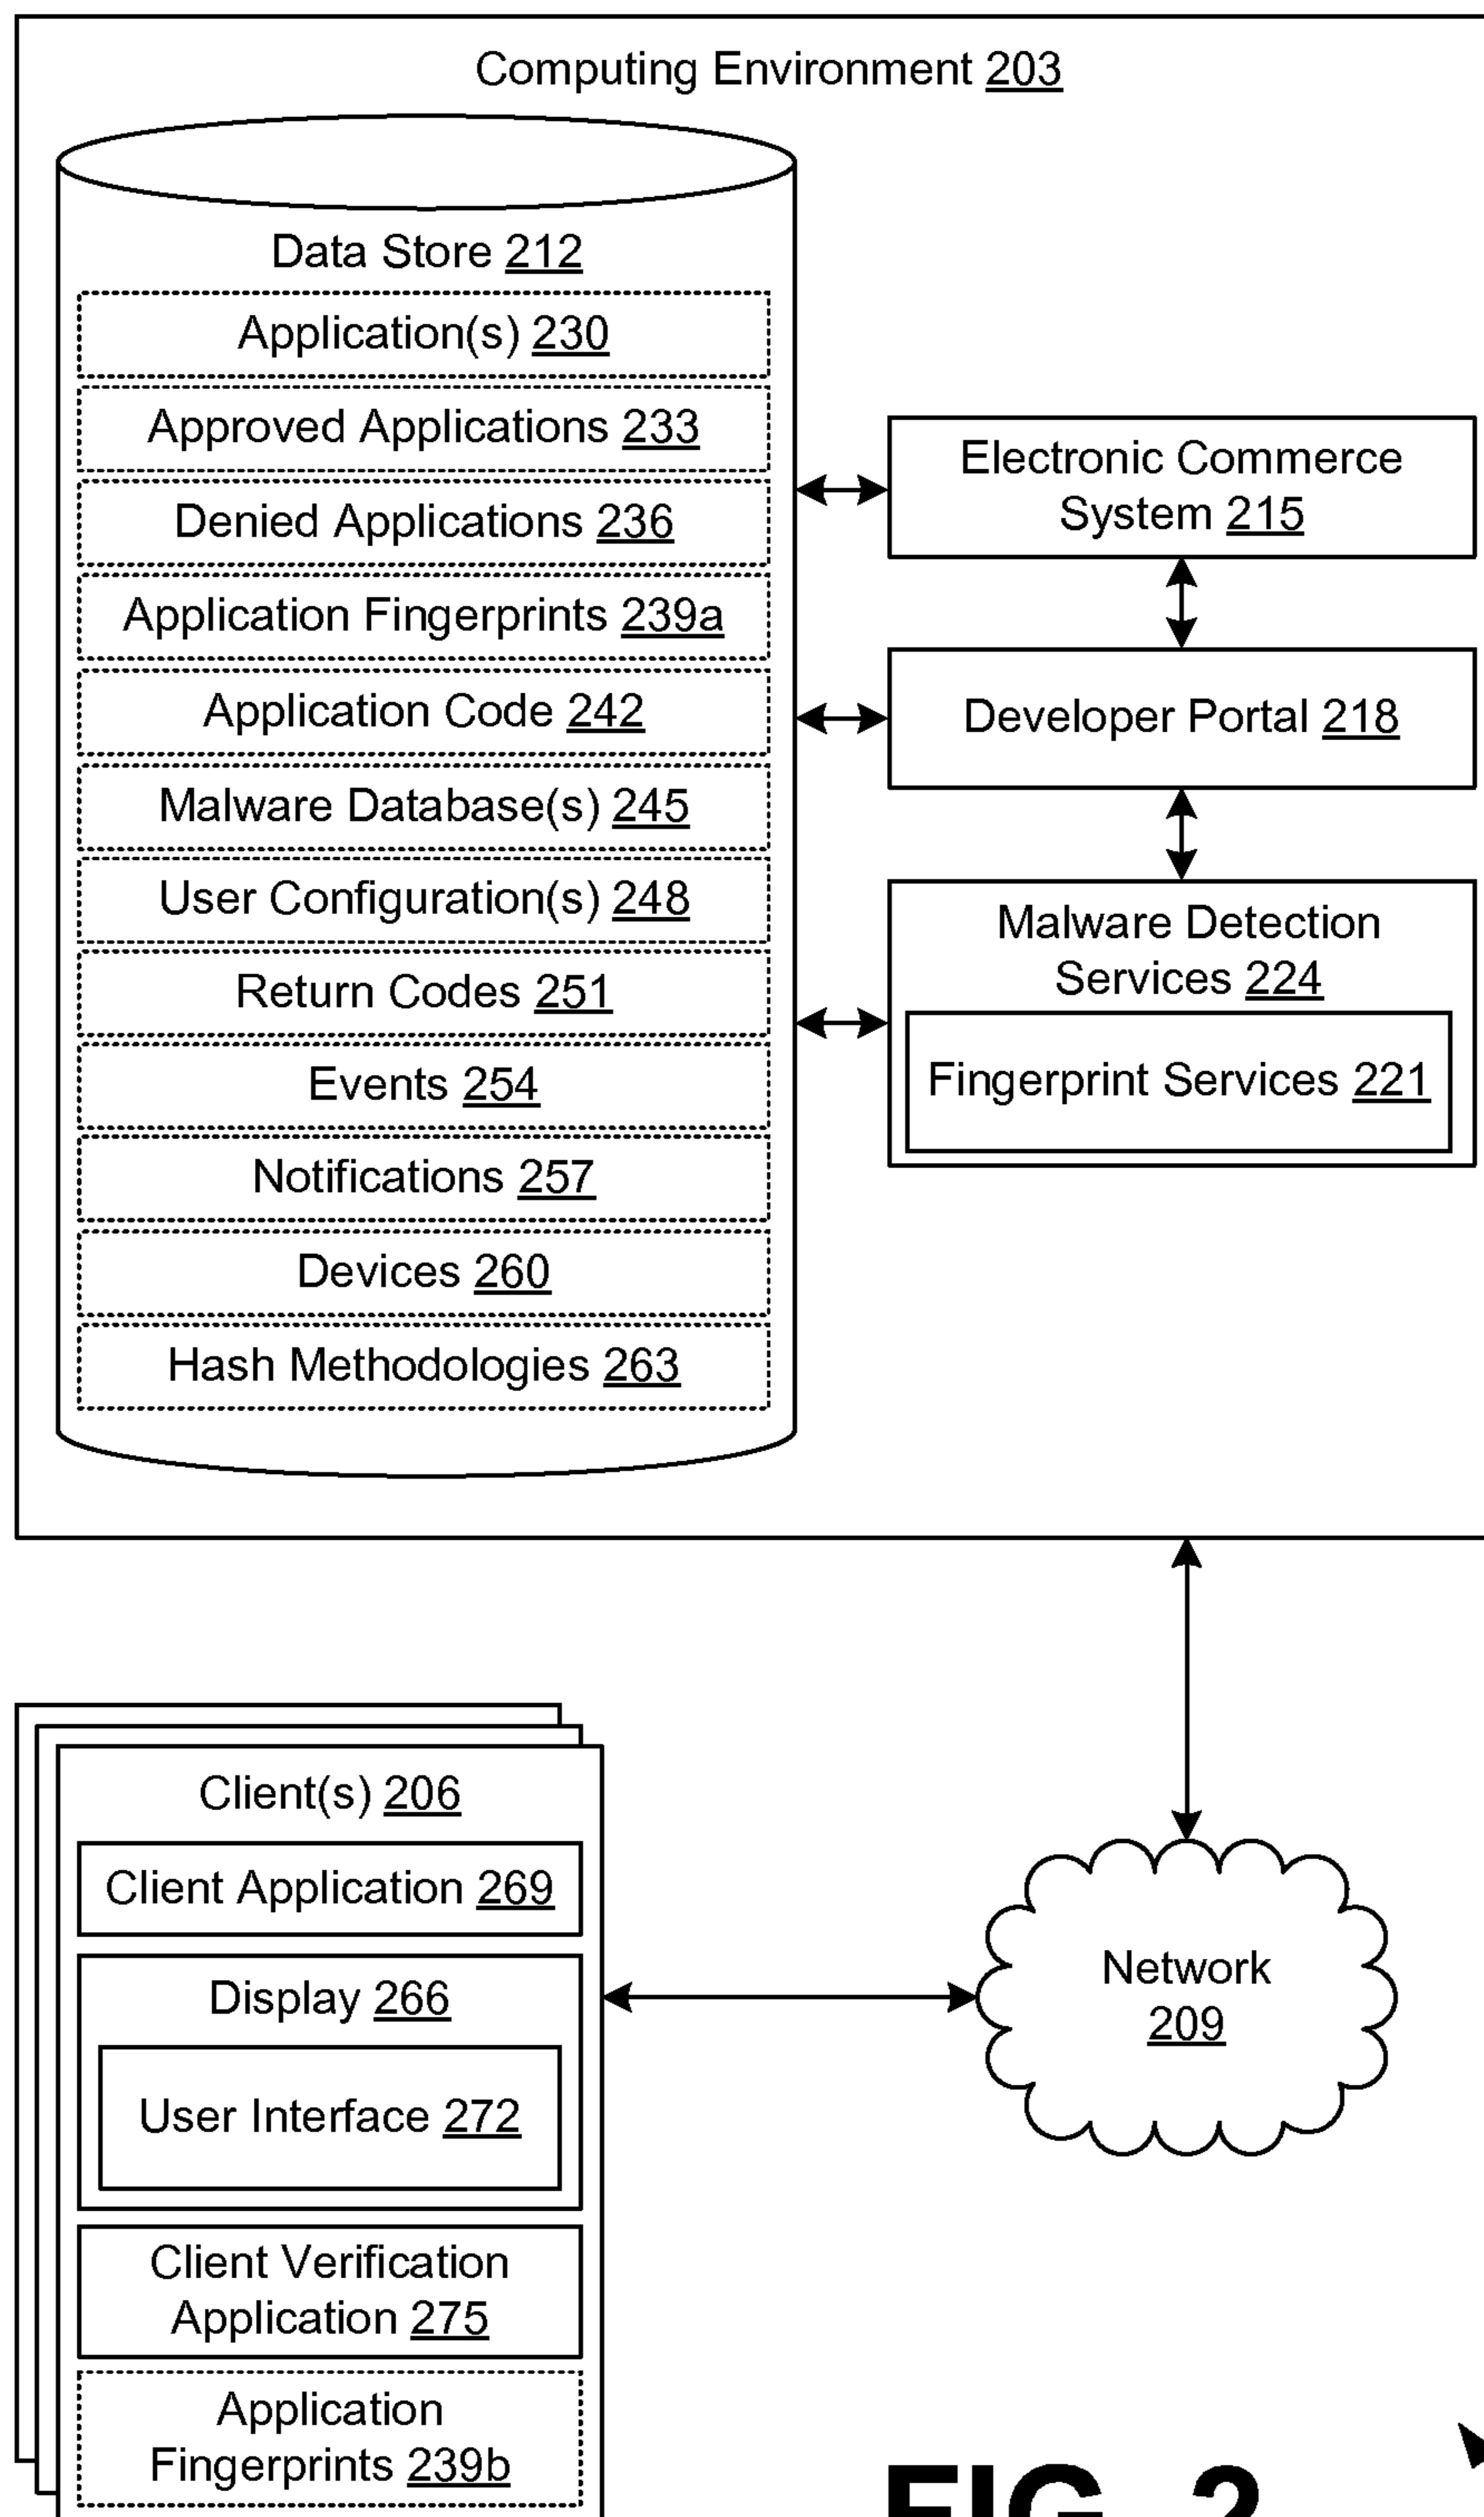 Computing Environment 203
Data Store 212
Application(s) 230
Approved Applications 233
Denied Applications 236
Application Fingerprints 239a
Application Code 242
Malware Database(s) 245
User Configuration(s) 248
Return Codes 251
Events 254
Notifications 257
Devices 260
Hash Methodologies 263
Electronic Commerce
System 215
Developer Portal 218
Malware Detection
Services 224
Fingerprint Services 221
Client(s) 206
Client Application 269
Display 266
User Interface 272
Client Verification
Application 275
Application
Fingerprints 239b
Network
209
FIG. 2